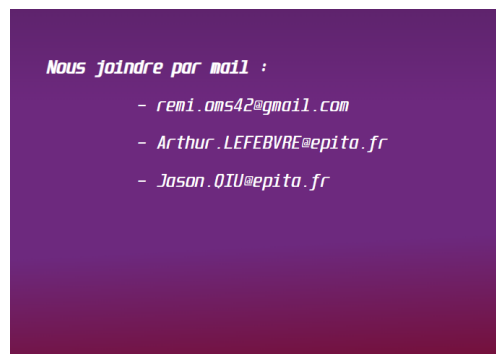 Nous joindre par mail :
- remi.oms42@gmail.com
- Arthur.LEFEBVRE@epita.fr
- Jason.QIU@epita.fr